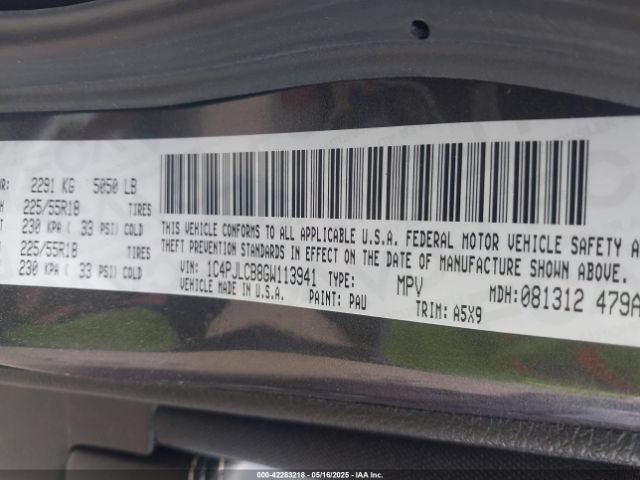 WR: 2291 KG 5050 LB
225/55R18 TIRES
230 KPA ( 33 PSI) COLD
225/55R18 TIRES
230 KPA ( 33 PSI) COLD
THIS VEHICLE CONFORMS TO ALL APPLICABLE U.S.A. FEDERAL MOTOR VEHICLE SAFETY A
THEFT PREVENTION STANDARDS IN EFFECT ON THE DATE OF MANUFACTURE SHOWN ABOVE.
VIN: 1C4PJLCB8GW113941 TYPE: MPV MDH:081312 479A
VEHICLE MADE IN U.S.A. PAINT: PAU TRIM: A5X9
000-42283218 - 05/16/2025 - IAAI.com